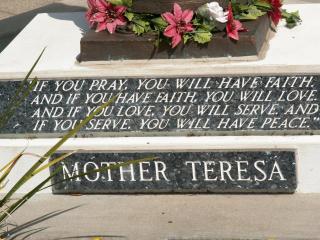 "IF YOU PRAY, YOU WILL HAVE FAITH,
AND IF YOU HAVE FAITH, YOU WILL LOVE,
AND IF YOU LOVE, YOU WILL SERVE, AND
IF YOU SERVE, YOU WILL HAVE PEACE."
MOTHER TERESA